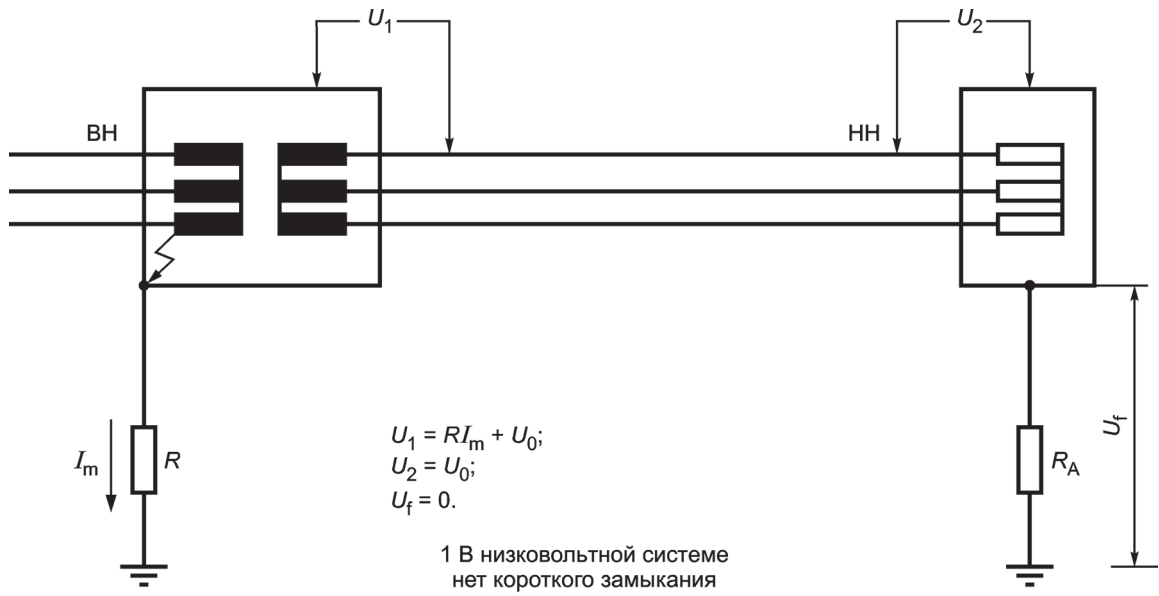 U1
U2
ВН
НН
U1 = RIm + U0;
U2 = U0;
Uf = 0.
Im
R
RA
Uf
1 В низковольтной системе
нет короткого замыкания